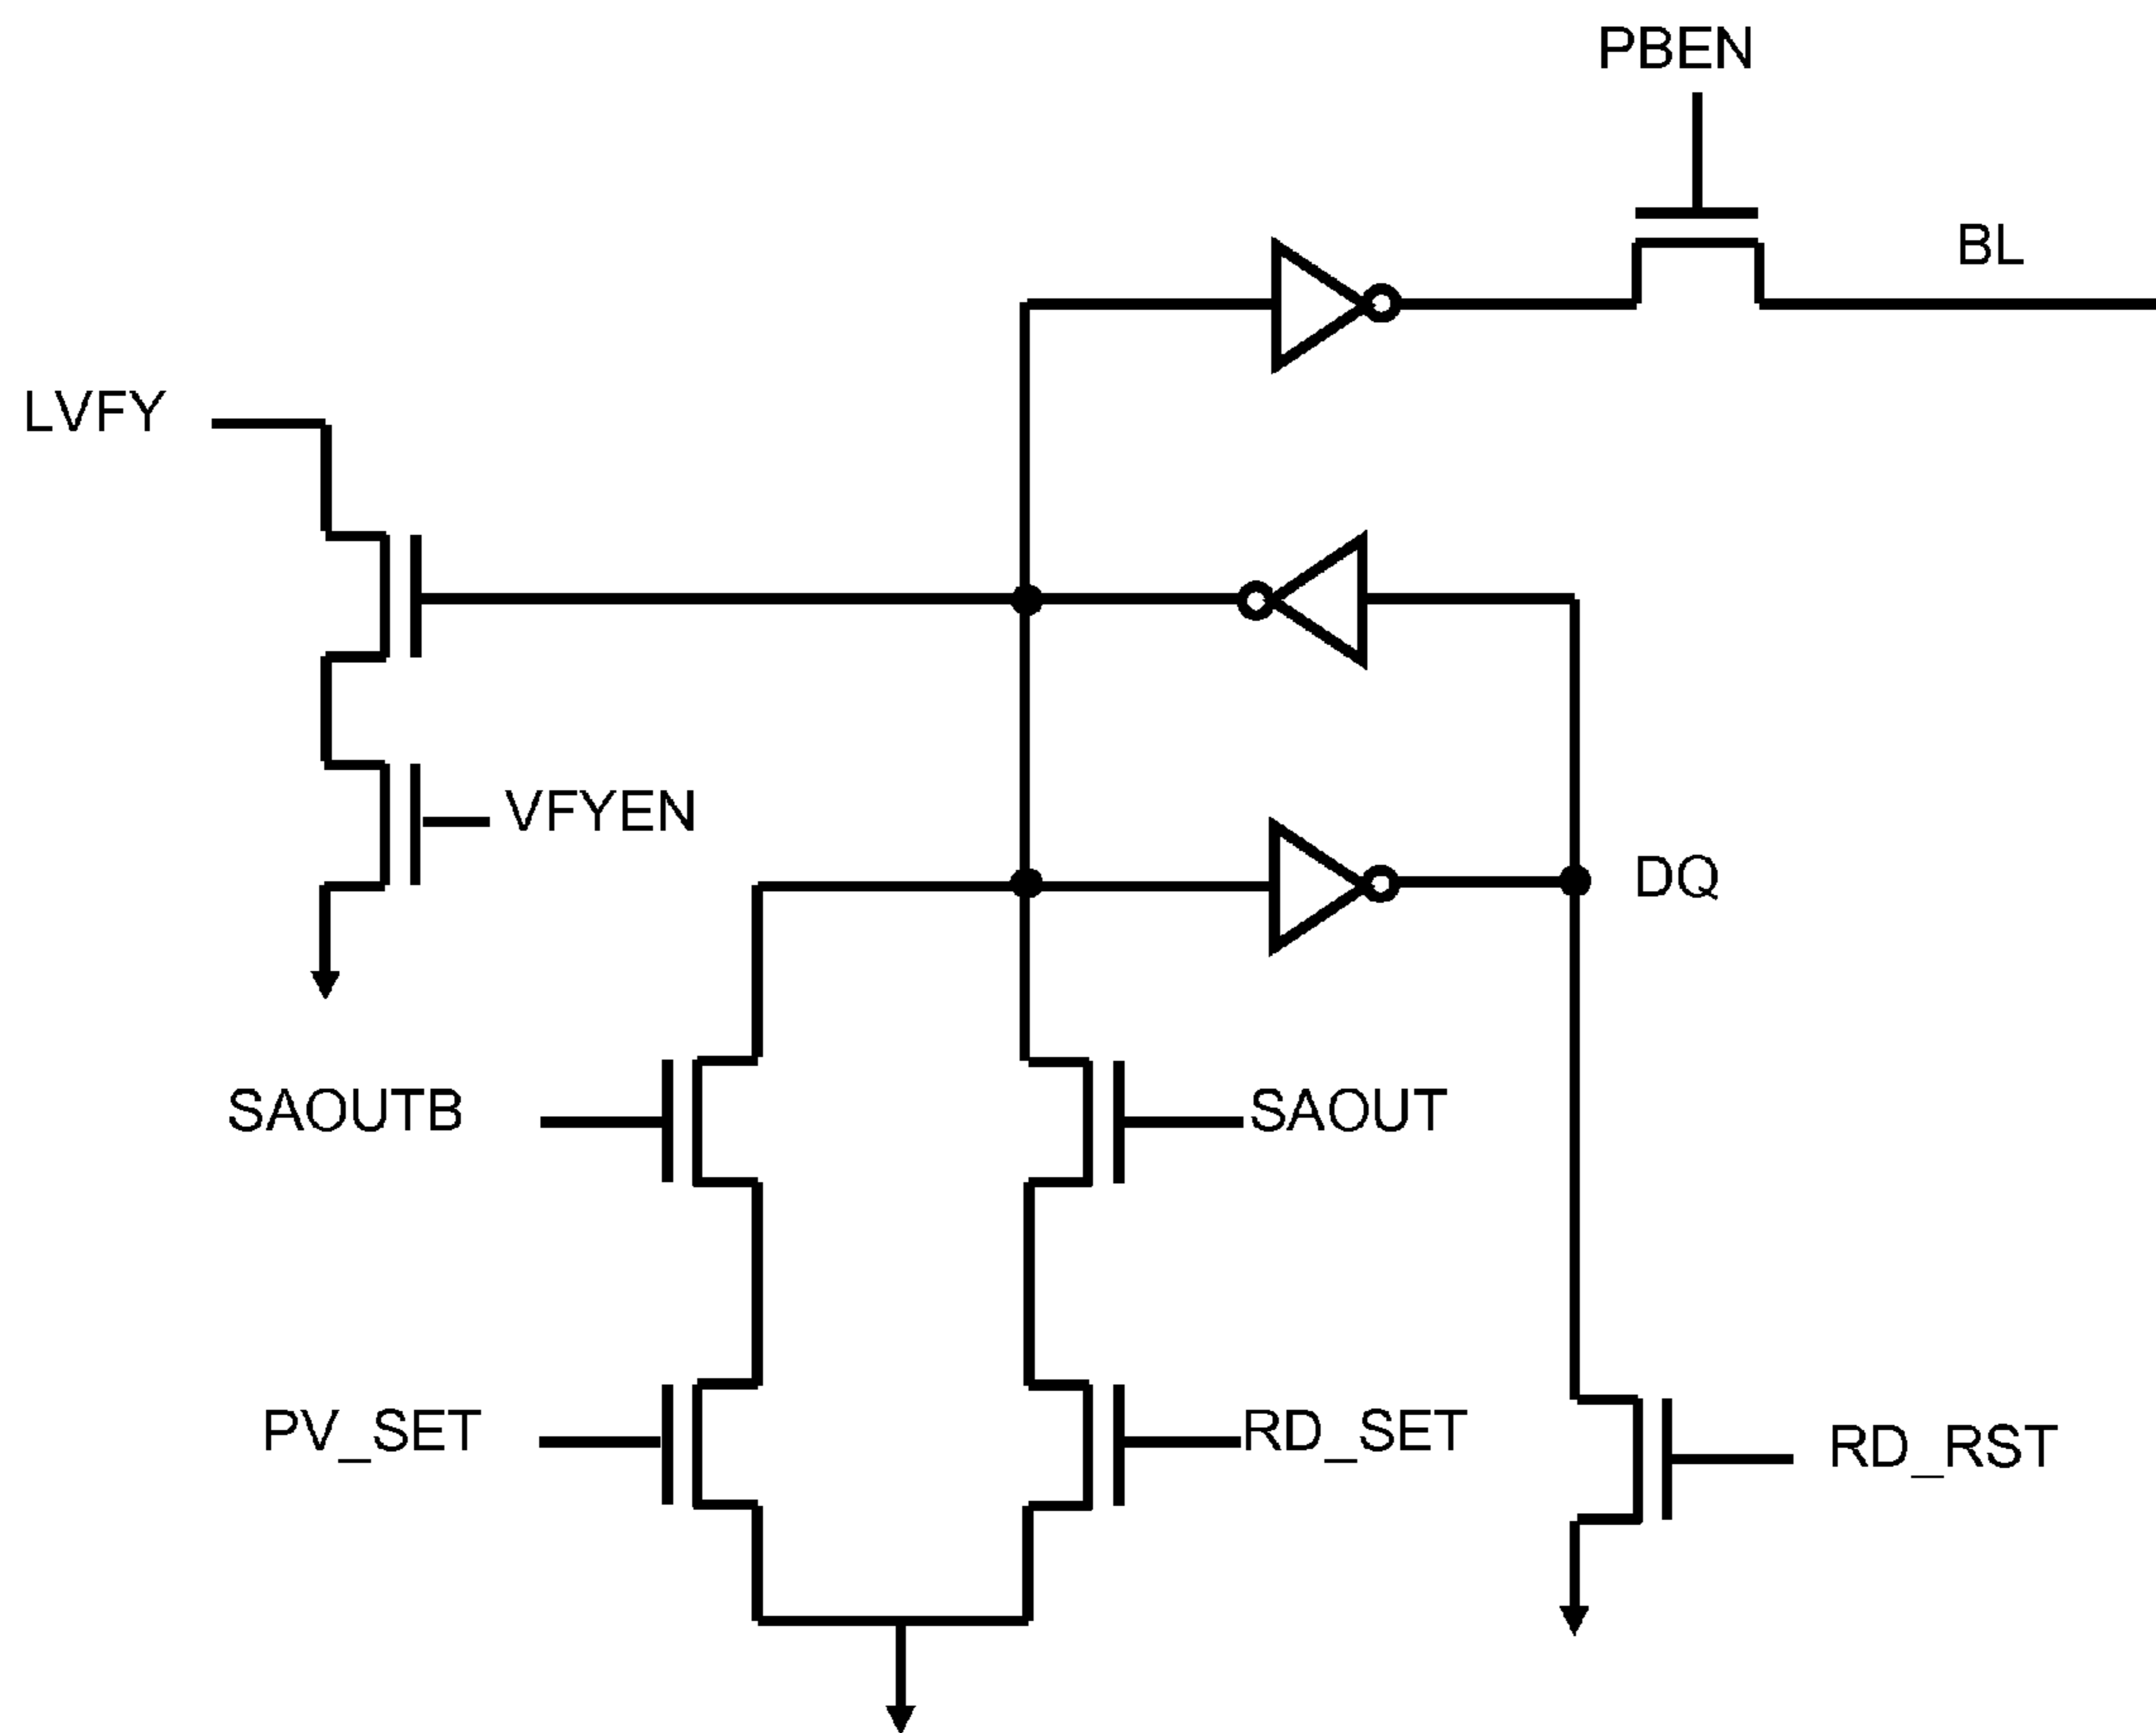 PBEN
BL
LVFY
VFYEN
DQ
SAOUTB
SAOUT
PV_SET
RD_SET
RD_RST